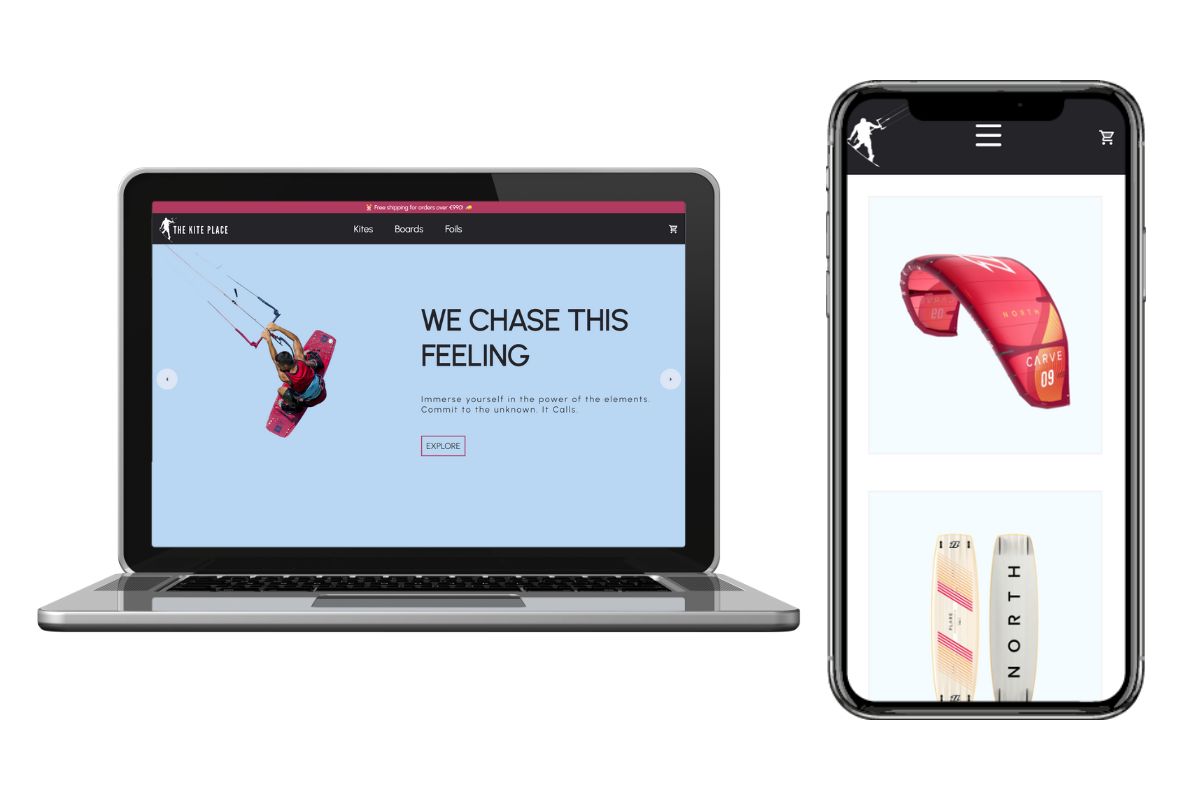 Free shipping for orders over €990!
THE KITE PLACE
Kites
Boards
Foils
WE CHASE THIS
FEELING
Immerse yourself in the power of the elements.
Commit to the unknown. It Calls.
EXPLORE
NORTH
CARVE
09
NORTH